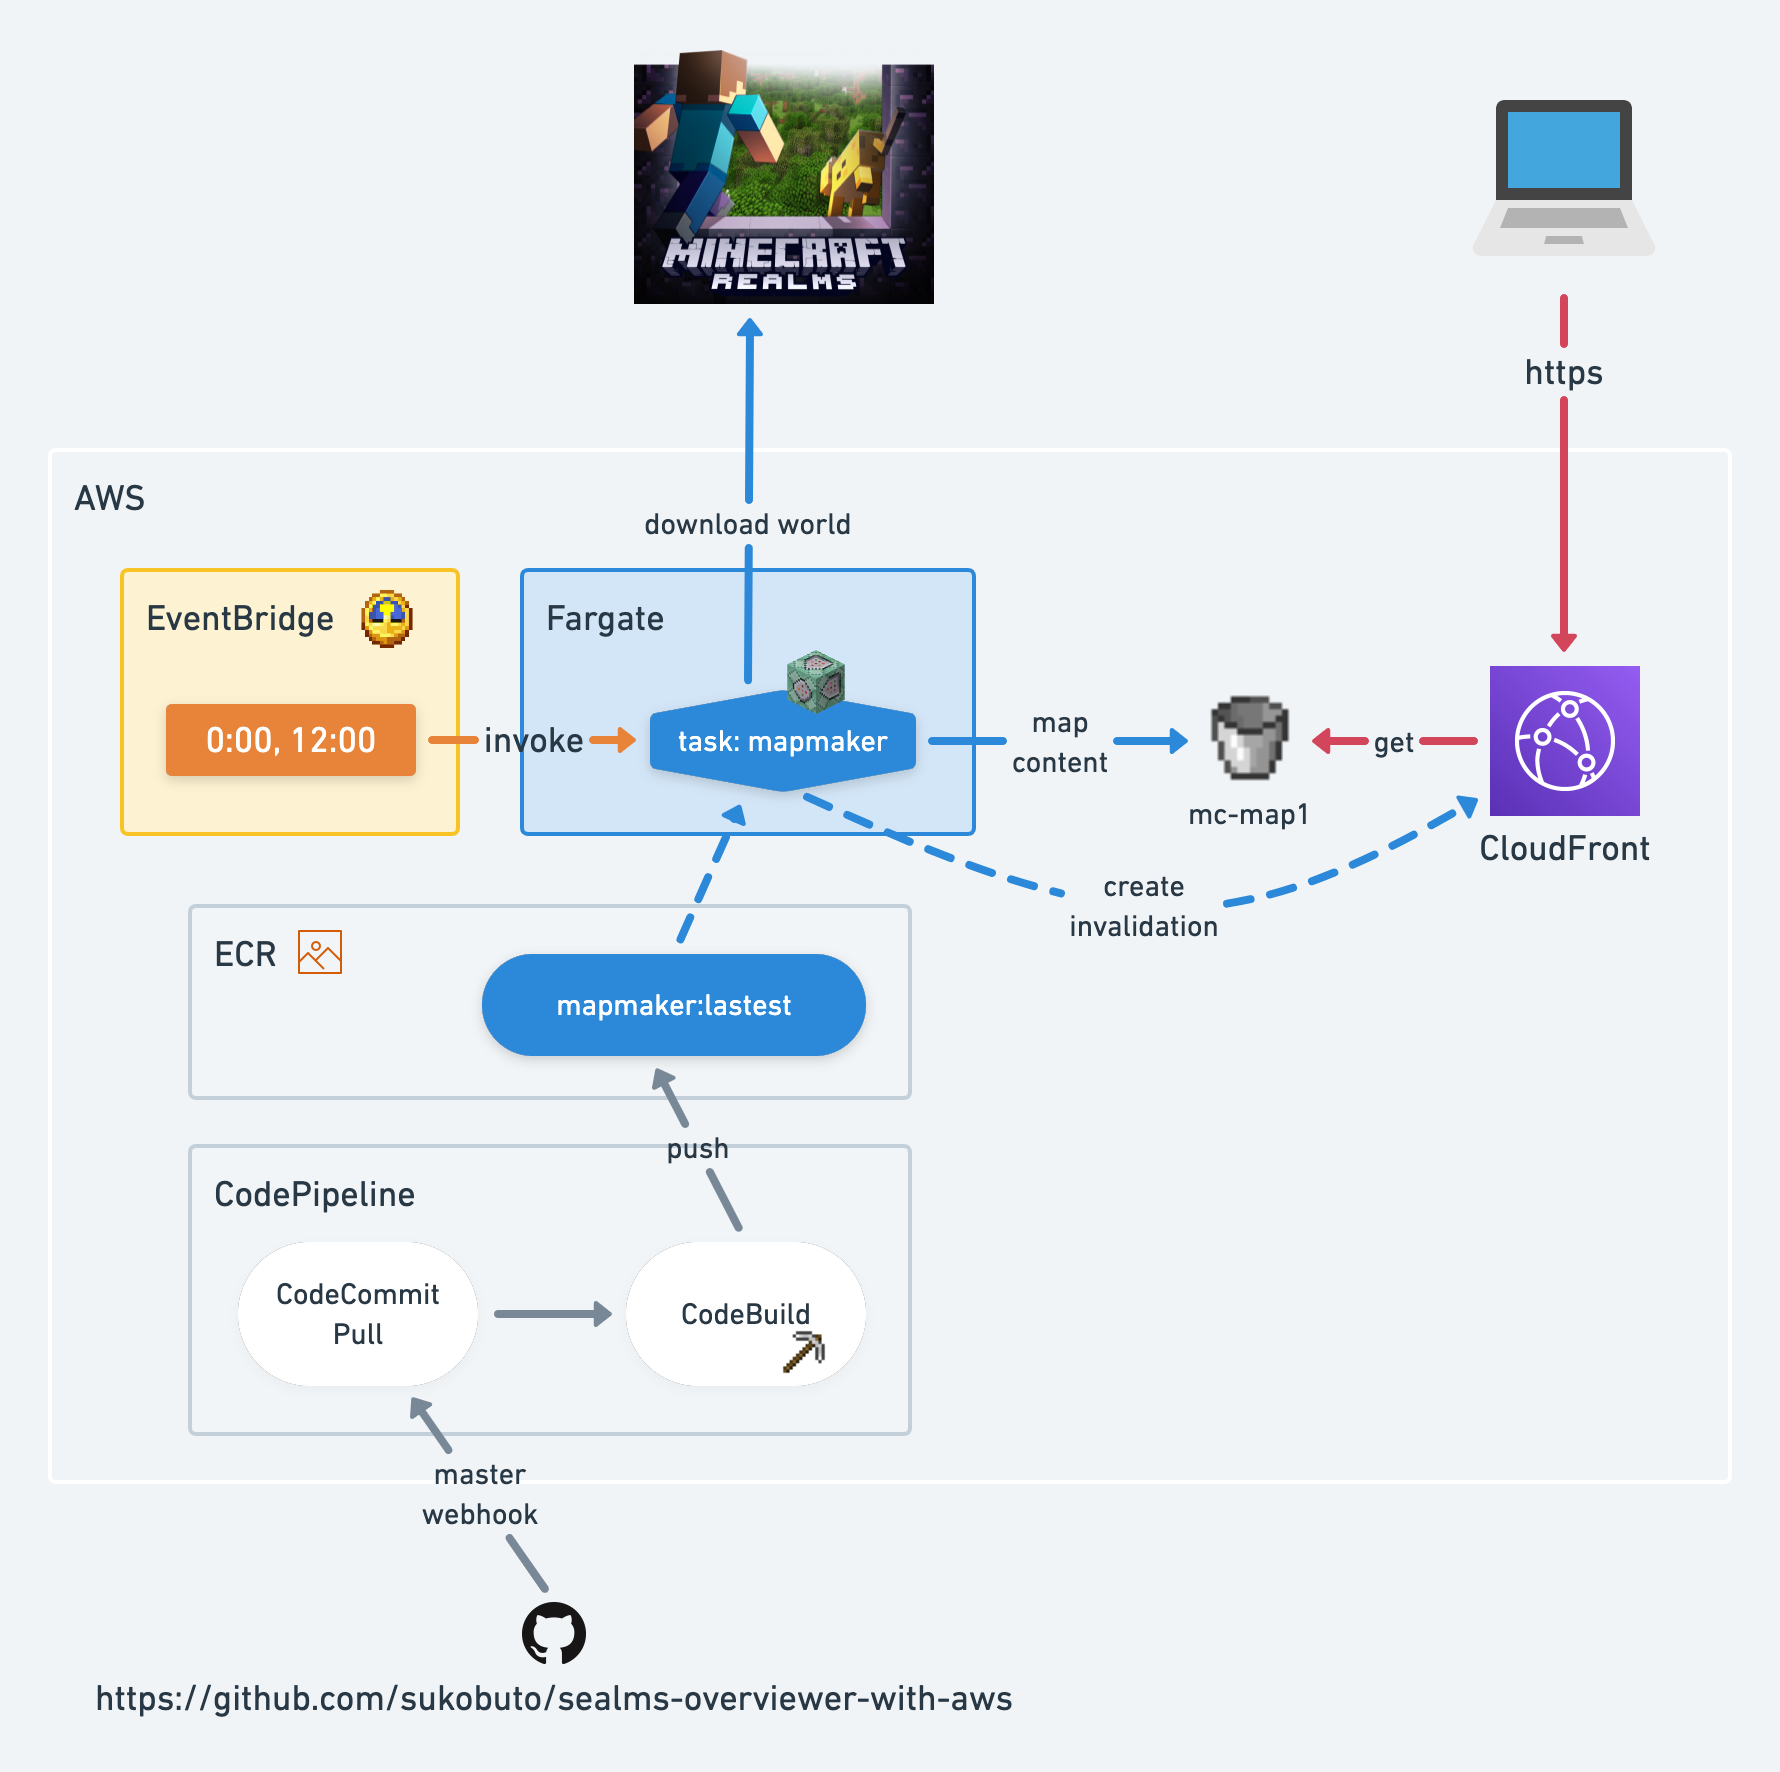 MINECRAFT
REALMS
https
AWS
download world
EventBridge
Fargate
0:00, 12:00
invoke
task: mapmaker
map
content
get
mc-map1
CloudFront
create
invalidation
ECR
mapmaker:lastest
push
CodePipeline
CodeCommit
Pull
CodeBuild
master
webhook
https://github.com/sukobuto/sealms-overviewer-with-aws